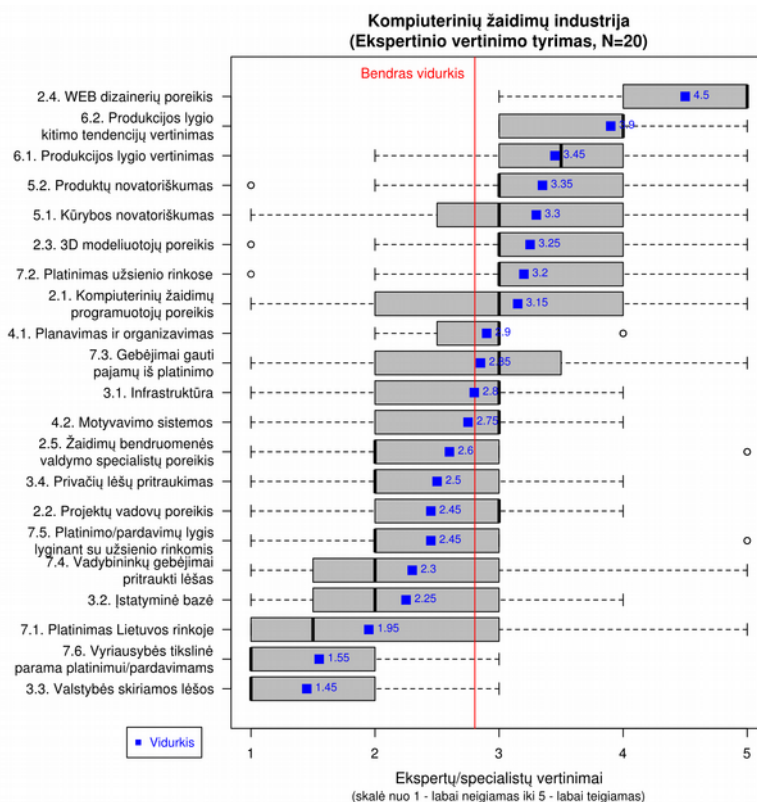 Kompiuterinių žaidimų industrija
(Ekspertinio vertinimo tyrimas, N=20)
Bendras vidurkis
2.4. WEB dizainerių poreikis
4.5
6.2. Produkcijos lygio
kitimo tendencijų vertinimas
3.9
6.1. Produkcijos lygio vertinimas
3.45
5.2. Produktų novatoriškumas
3.35
5.1. Kūrybos novatoriškumas
3.3
2.3. 3D modeliuotojų poreikis
3.25
7.2. Platinimas užsienio rinkose
3.2
2.1. Kompiuterinių žaidimų
programuotojų poreikis
3.15
4.1. Planavimas ir organizavimas
2.9
7.3. Gebėjimai gauti
pajamų iš platinimo
2.85
3.1. Infrastruktūra
2.8
4.2. Motyvavimo sistemos
2.75
2.5. Žaidimų bendruomenės
valdymo specialistų poreikis
2.6
3.4. Privačių lėšų pritraukimas
2.5
2.2. Projektų vadovų poreikis
2.45
7.5. Platinimo/pardavimų lygis
lyginant su užsienio rinkomis
2.45
7.4. Vadybininkų gebėjimai
pritraukti lėšas
2.3
3.2. Įstatyminė bazė
2.25
7.1. Platinimas Lietuvos rinkoje
1.95
7.6. Vyriausybės tikslinė
parama platinimui/pardavimams
1.55
3.3. Valstybės skiriamos lėšos
1.45
Vidurkis
1 2 3 4 5
Ekspertų/specialistų vertinimai
(skalė nuo 1 - labai neigiamas iki 5 - labai teigiamas)